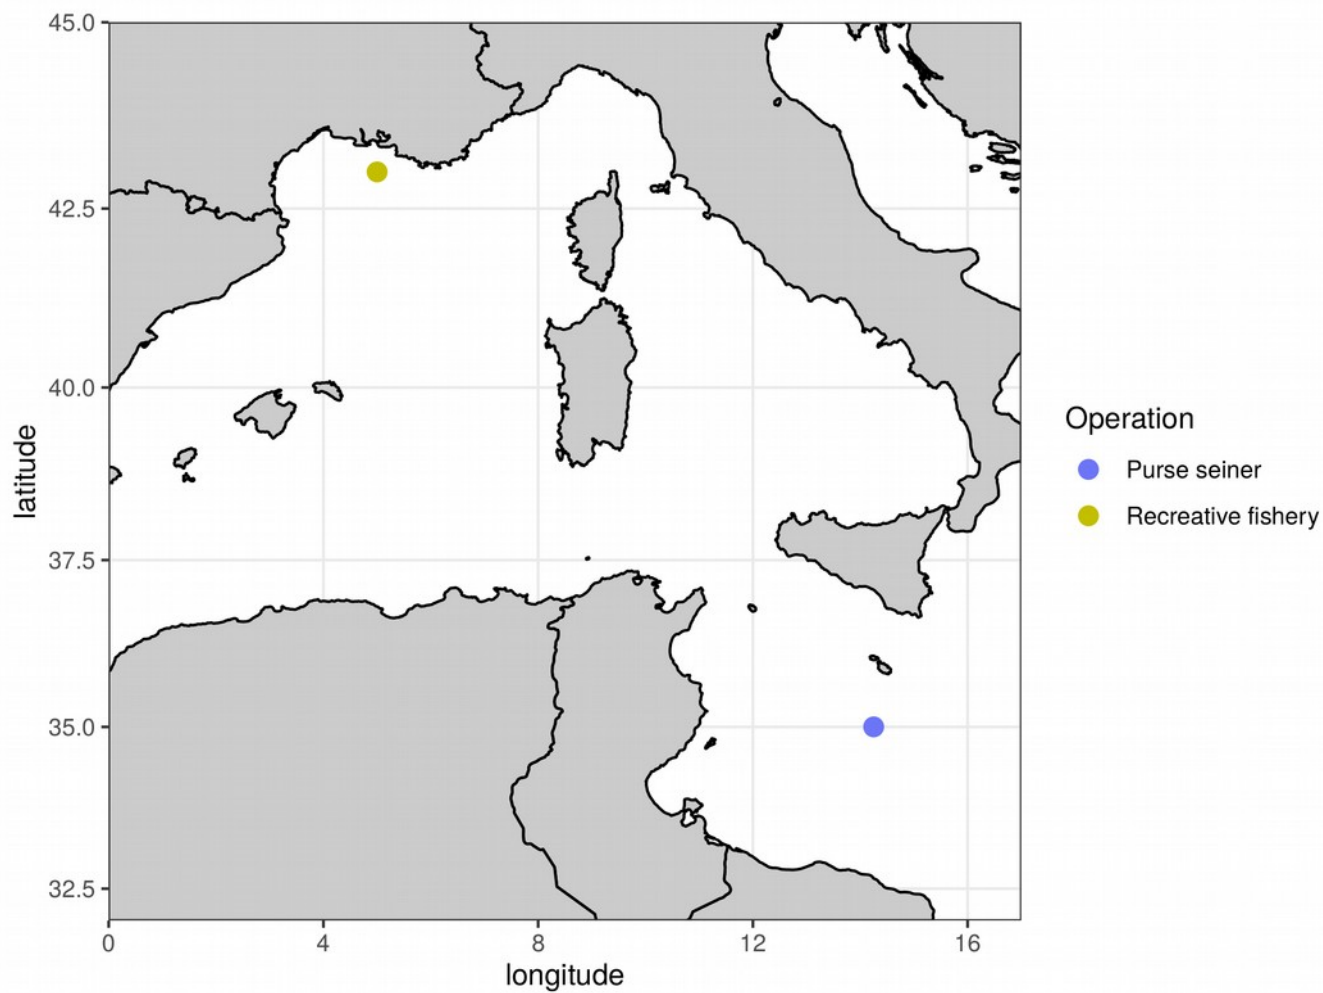 45.0
42.5
40.0
37.5
35.0
32.5
latitude
0
4
8
12
16
longitude
Operation
Purse seiner
Recreative fishery